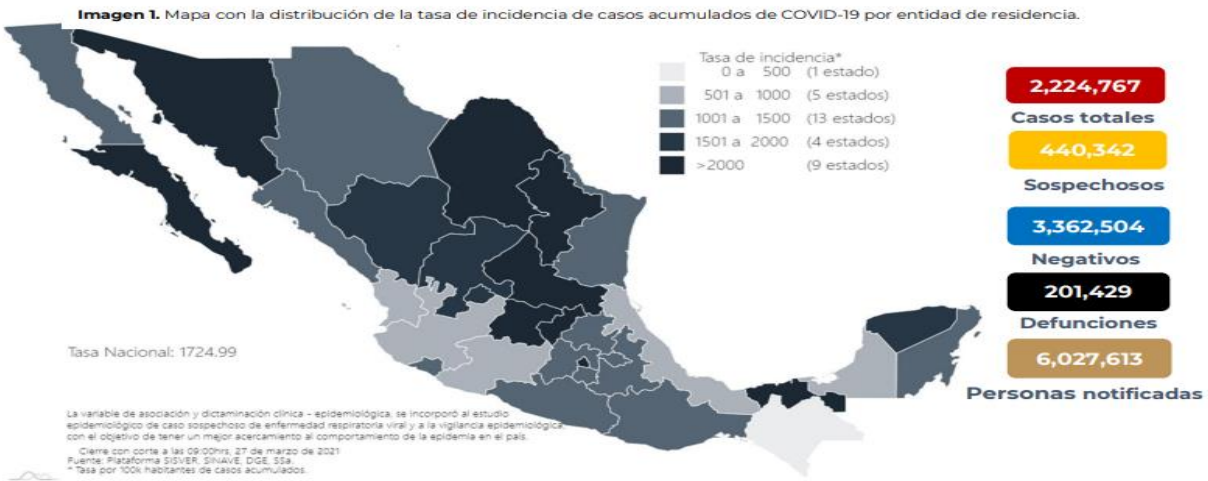 Imagen 1. Mapa con la distribución de la tasa de incidencia de casos acumulados de COVID-19 por entidad de residencia.
Tasa de incidencia*
0 a 500 (1 estado)
501 a 1000 (5 estados)
1001 a 1500 (13 estados)
1501 a 2000 (4 estados)
>2000 (9 estados)
2,224,767
Casos totales
440,342
Sospechosos
3,362,504
Negativos
201,429
Defunciones
6,027,613
Personas notificadas
Tasa Nacional: 1724.99
La variable de asociación y dictaminación clínica – epidemiológica, se incorporó al estudio
epidemiológico de caso sospechoso de enfermedad respiratoria viral y a la vigilancia epidemiológica,
con el objetivo de tener un mejor acercamiento al comportamiento de la epidemia en el país.
Cierre con corte a las 09:00hrs, 27 de marzo de 2021
Fuente: Plataforma SISVER, SINAVE, DGE, SSa.
* Tasa por 100k habitantes de casos acumulados.